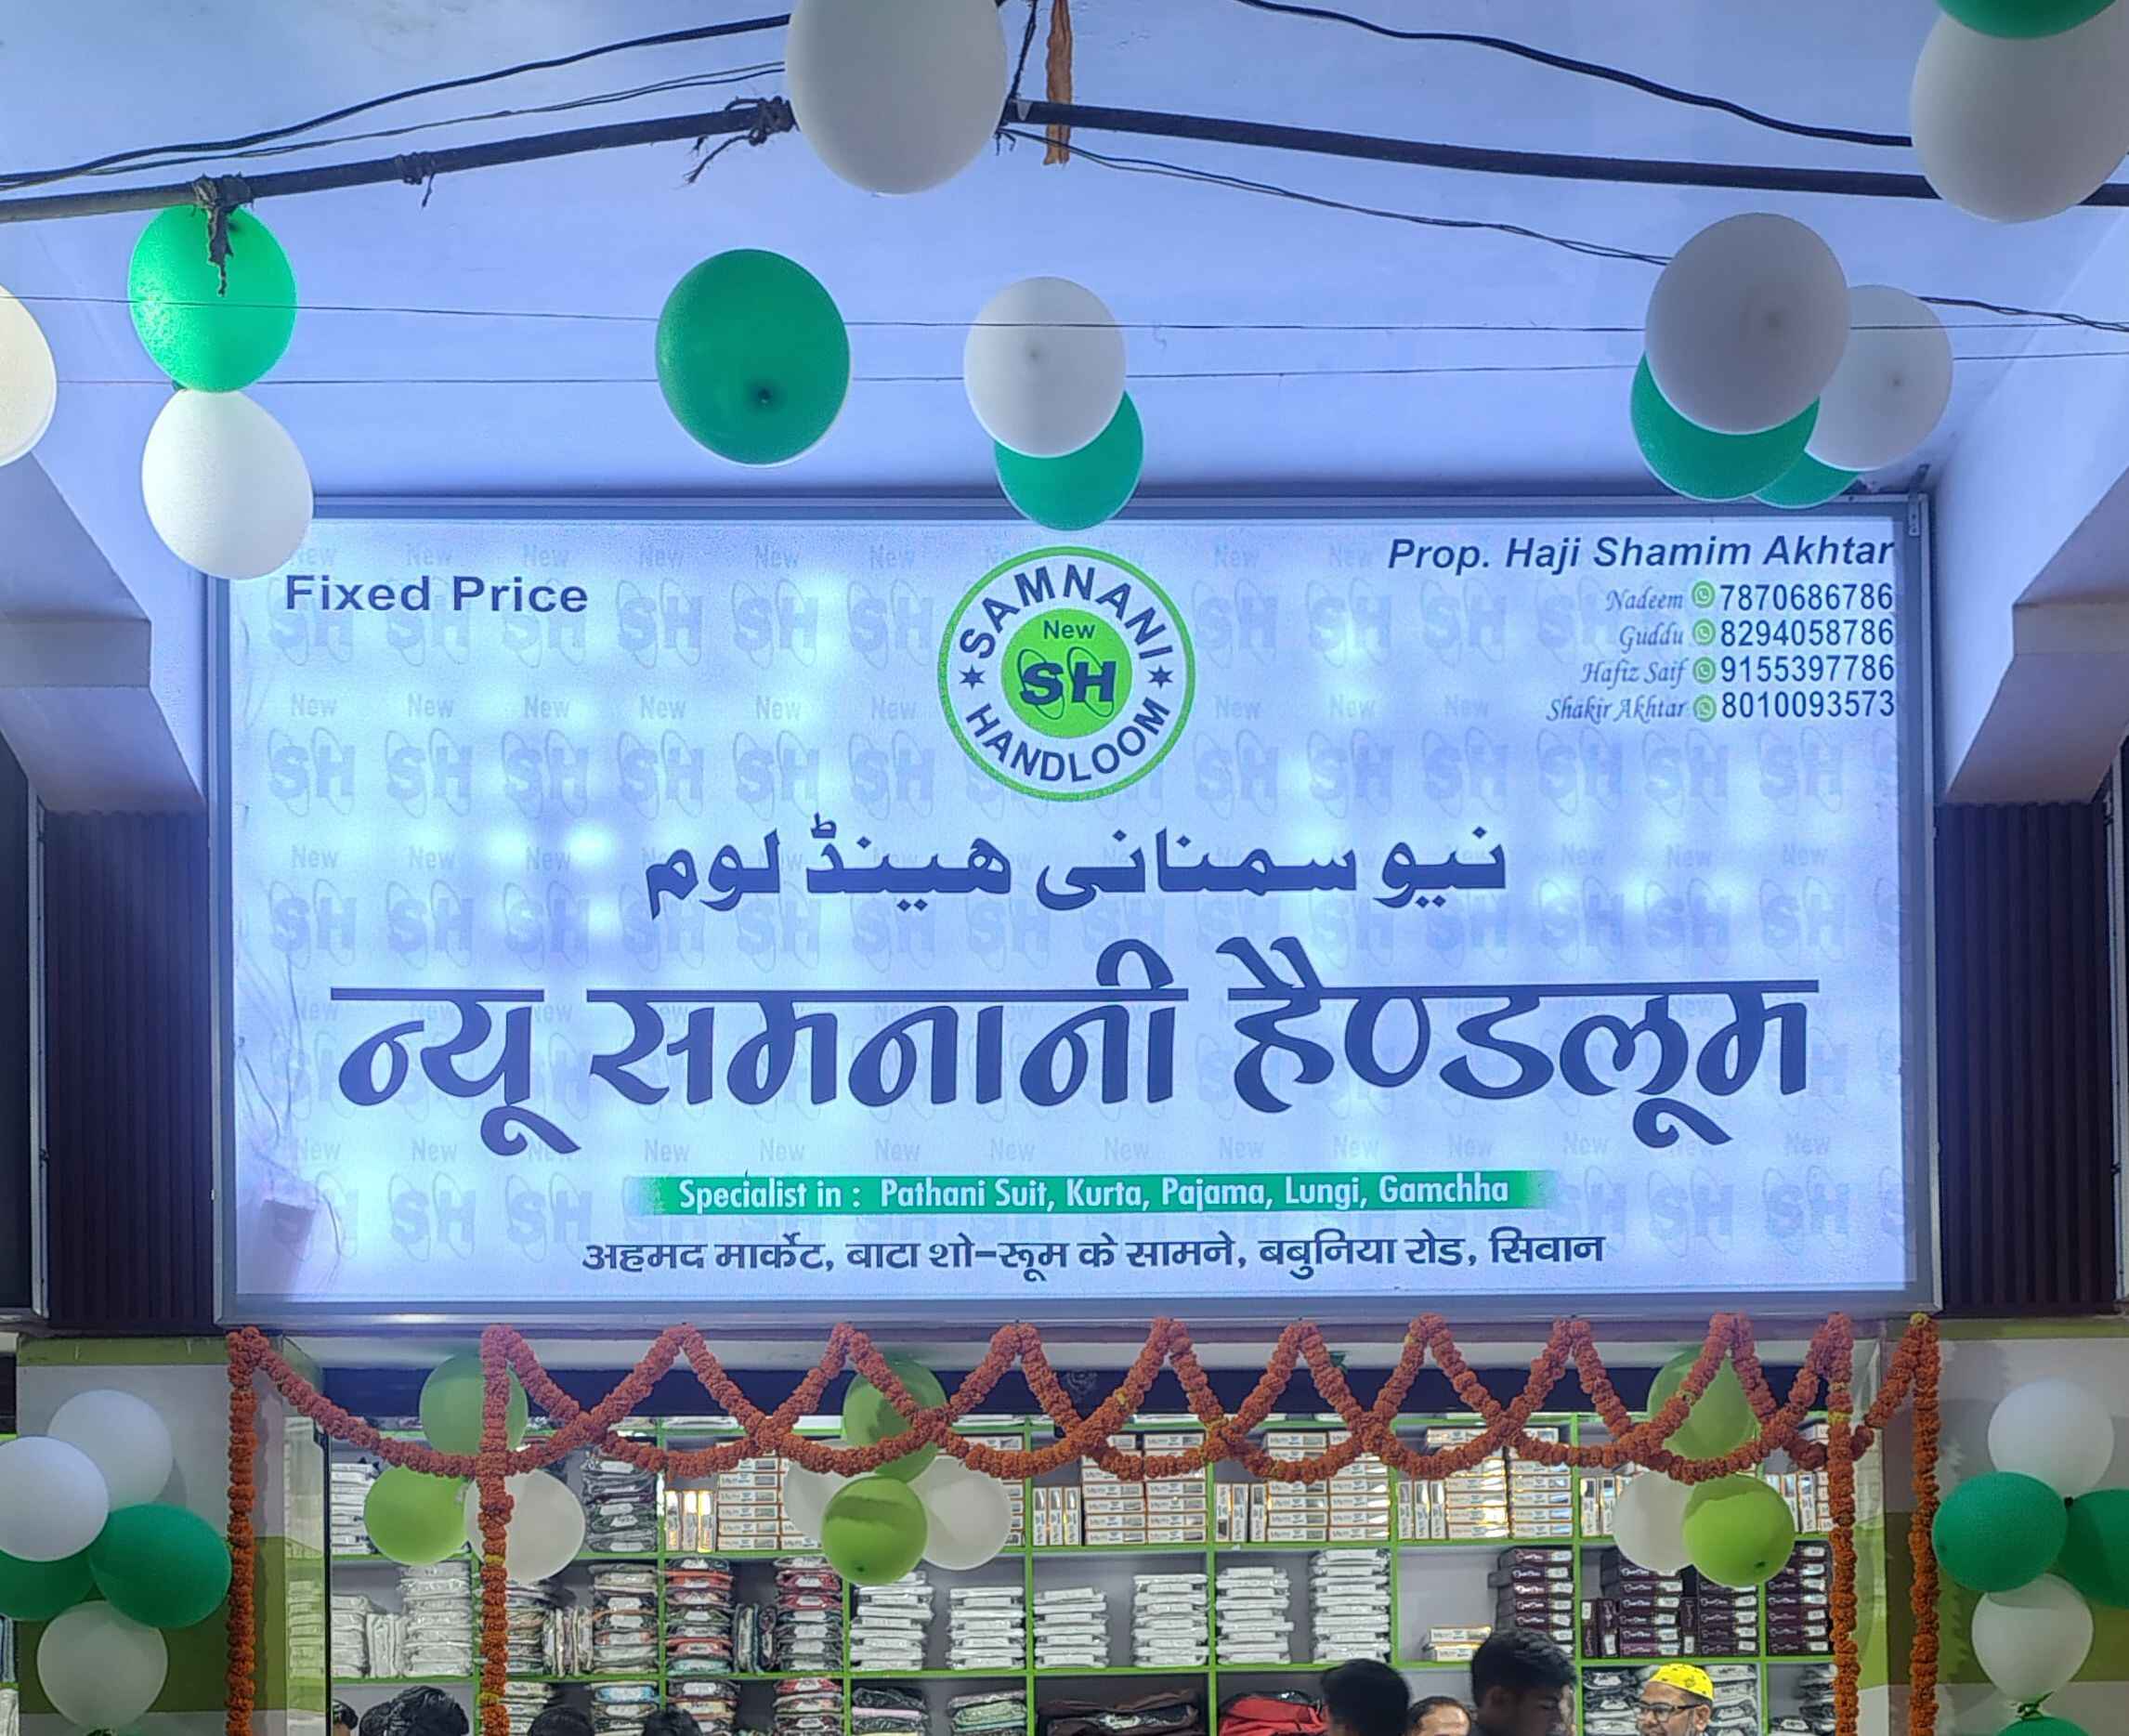 Fixed Price
Prop. Haji Shamim Akhtar
Nadeem 7870686786
Guddu 8294058786
Hafiz Saif 9155397786
Shakir Akhtar 8010093573
SAMNANI
New
SH
HANDLOOM
نیو سمنانی ھینڈلوم
न्यू समनानी हैण्डलूम
Specialist in : Pathani Suit, Kurta, Pajama, Lungi, Gamchha
अहमद मार्केट, बाटा शो-रूम के सामने, बबुनिया रोड, सिवान